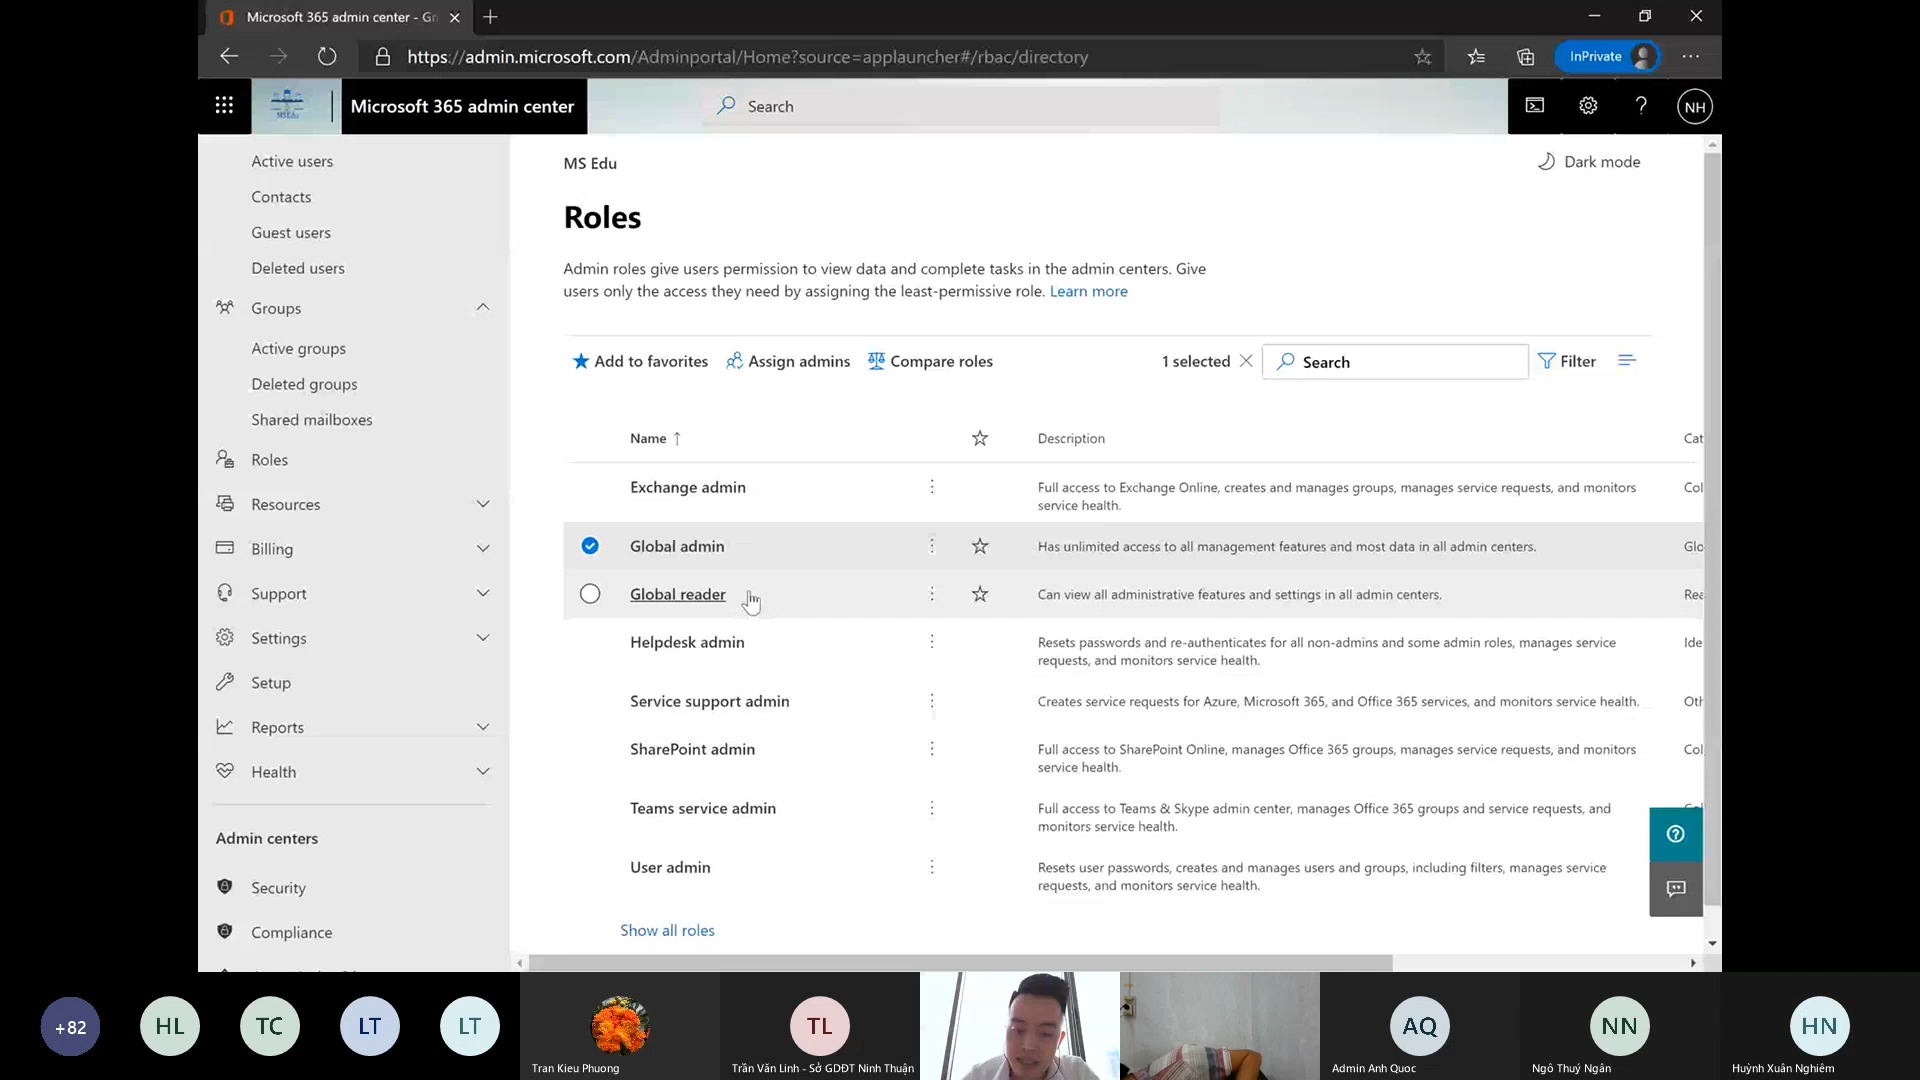 Microsoft 365 admin center - Gr
https://admin.microsoft.com/Adminportal/Home?source=applauncher#/rbac/directory
InPrivate
MSEdu
Microsoft 365 admin center
Search
NH
Active users
Contacts
Guest users
Deleted users
Groups
Active groups
Deleted groups
Shared mailboxes
Roles
Resources
Billing
Support
Settings
Setup
Reports
Health
Admin centers
Security
Compliance
MS Edu
Dark mode
Roles
Admin roles give users permission to view data and complete tasks in the admin centers. Give
users only the access they need by assigning the least-permissive role. Learn more
Add to favorites
Assign admins
Compare roles
1 selected
Search
Filter
Name ↑
Description
Cat
Exchange admin
Full access to Exchange Online, creates and manages groups, manages service requests, and monitors
service health.
Col
Global admin
Has unlimited access to all management features and most data in all admin centers.
Glo
Global reader
Can view all administrative features and settings in all admin centers.
Rea
Helpdesk admin
Resets passwords and re-authenticates for all non-admins and some admin roles, manages service
requests, and monitors service health.
Ide
Service support admin
Creates service requests for Azure, Microsoft 365, and Office 365 services, and monitors service health.
Oth
SharePoint admin
Full access to SharePoint Online, manages Office 365 groups, manages service requests, and monitors
service health.
Col
Teams service admin
Full access to Teams & Skype admin center, manages Office 365 groups and service requests, and
monitors service health.
User admin
Resets user passwords, creates and manages users and groups, including filters, manages service
requests, and monitors service health.
Show all roles
+82
HL
TC
LT
LT
Tran Kieu Phuong
TL
Trần Văn Linh - Sở GDĐT Ninh Thuận
AQ
Admin Anh Quoc
NN
Ngô Thuý Ngân
HN
Huỳnh Xuân Nghiêm